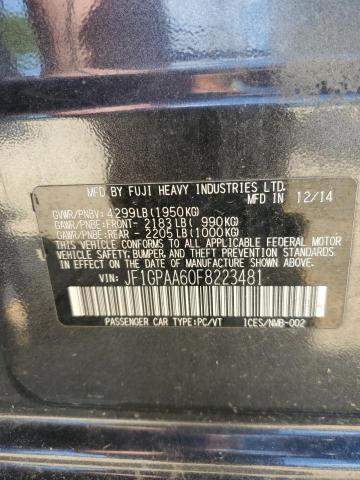 MFD. BY FUJI HEAVY INDUSTRIES LTD.
MADE IN JAPAN 12/14
GVWR/PNBV: 4299LB(1950KG)
GAWR/PNBE:FRONT- 2183LB( 990KG)
GAWR/PNBE: REAR - 2205LB(1000KG)
THIS VEHICLE CONFORMS TO ALL APPLICABLE FEDERAL MOTOR
VEHICLE SAFETY, BUMPER, AND THEFT PREVENTION STANDARDS
IN EFFECT ON THE DATE OF MANUFACTURE SHOWN ABOVE.
VIN: JF1GPAA60F8223481
PASSENGER CAR TYPE:PC/VT ICES/NMB-002